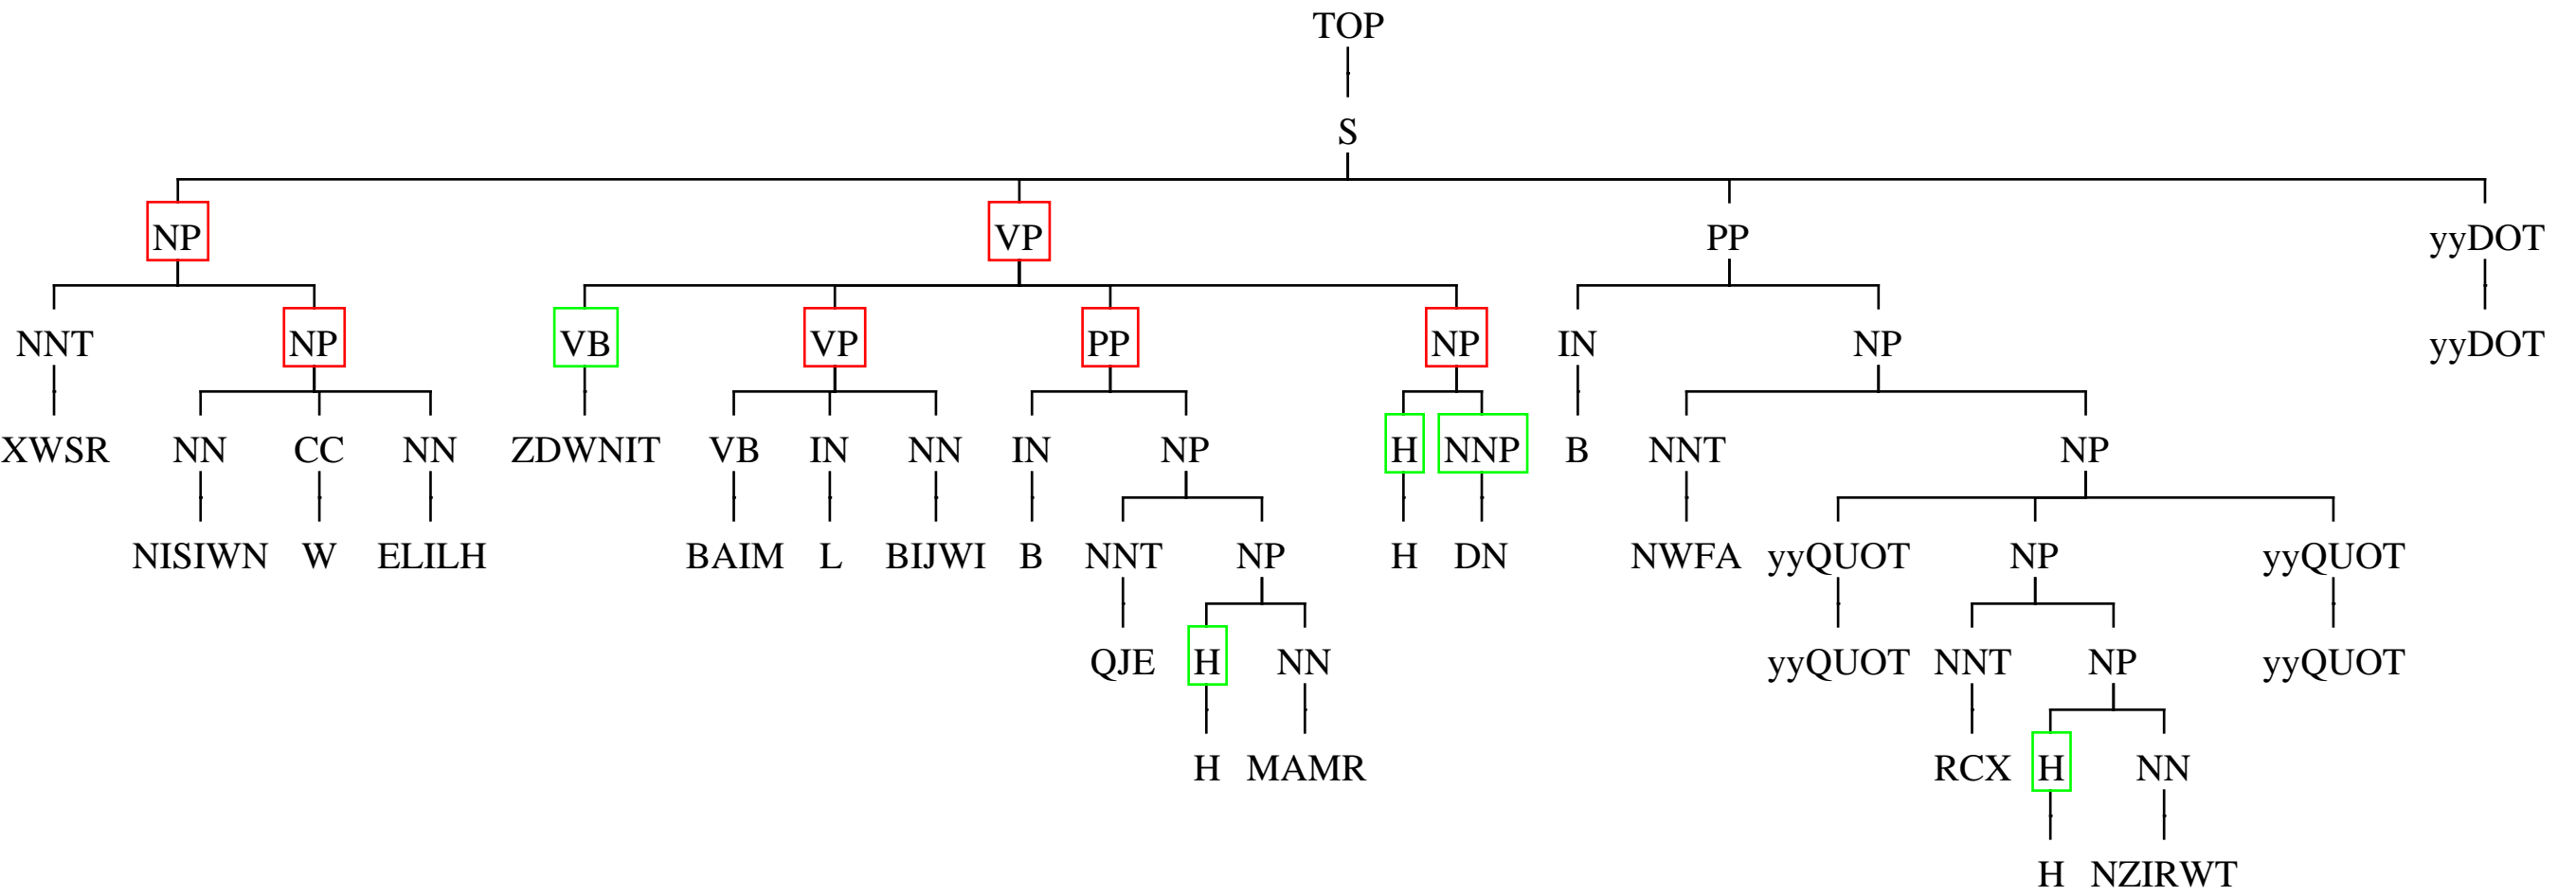 TOP
S
NP VP PP yyDOT
NNT NP VB VP PP NP IN NP yyDOT
XWSR NN CC NN ZDWNIT VB IN NN IN NP H NNP B NNT NP
NISIWN W ELILH BAIM L BIJWI B NNT NP H DN NWFA yyQUOT NP yyQUOT
QJE H NN yyQUOT NNT NP yyQUOT
H MAMR RCX H NN
H NZIRWT